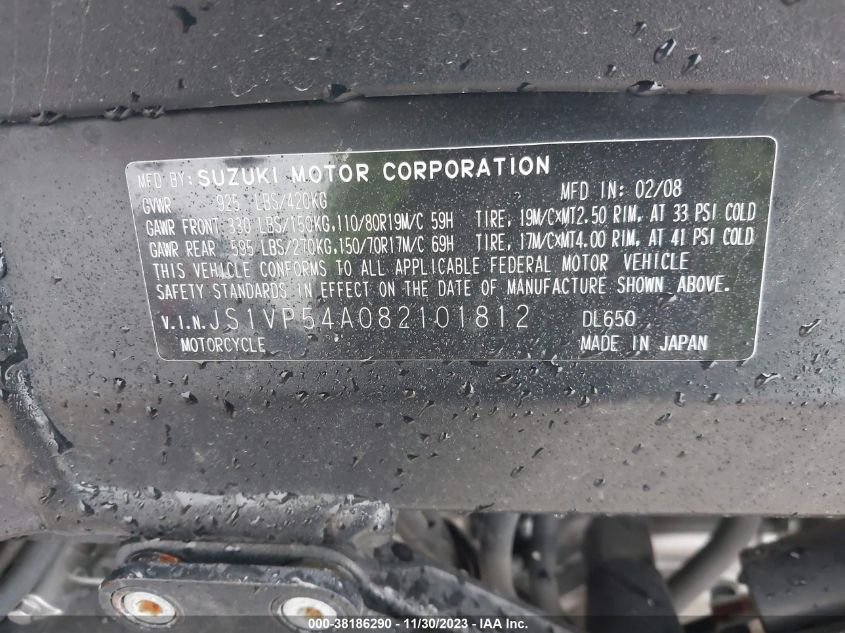 MFD BY: SUZUKI MOTOR CORPORATION
GVWR 925 LBS/420KG MFD IN: 02/08
GAWR FRONT 330 LBS/150KG,110/80R19M/C 59H TIRE, 19M/C×MT2.50 RIM, AT 33 PSI COLD
GAWR REAR 595 LBS/270KG,150/70R17M/C 69H TIRE, 17M/C×MT4.00 RIM, AT 41 PSI COLD
THIS VEHICLE CONFORMS TO ALL APPLICABLE FEDERAL MOTOR VEHICLE
SAFETY STANDARDS IN EFFECT ON THE DATE OF MANUFACTURE SHOWN ABOVE.
V.I.N. JS1VP54A082101812 DL650
MOTORCYCLE MADE IN JAPAN
000-38186290 - 11/30/2023 - IAA Inc.